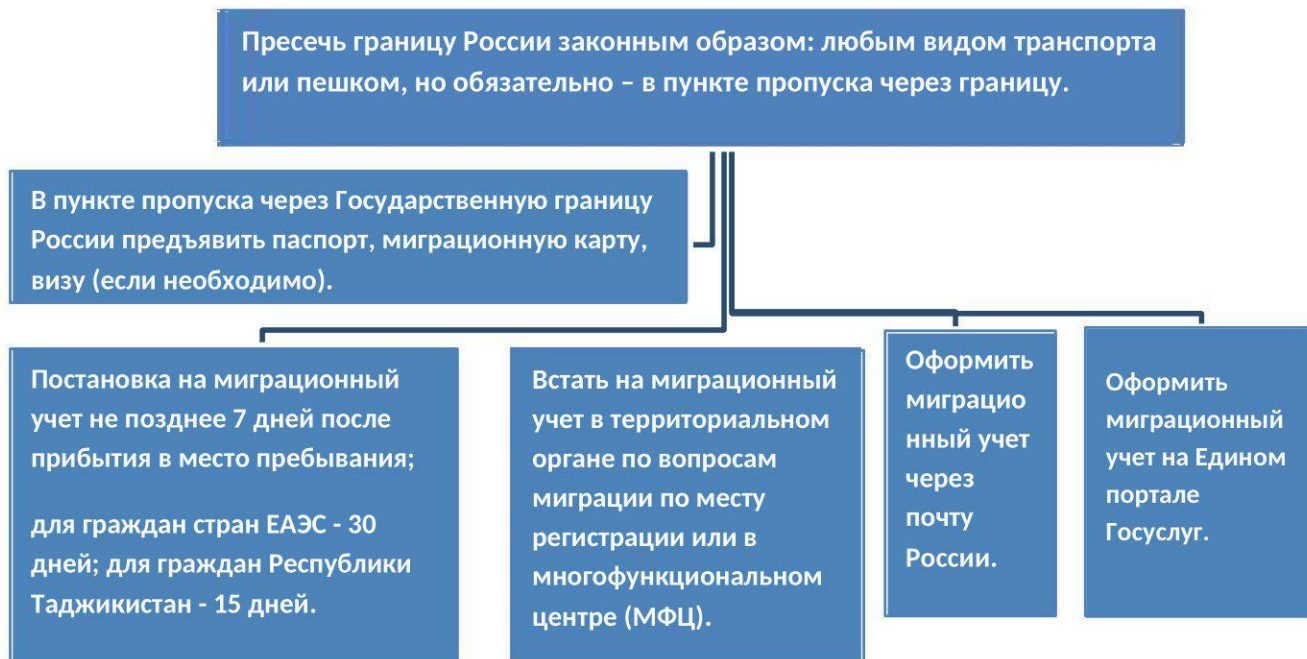 Пресечь границу России законным образом: любым видом транспорта
или пешком, но обязательно – в пункте пропуска через границу.
В пункте пропуска через Государственную границу
России предъявить паспорт, миграционную карту,
визу (если необходимо).
Постановка на миграционный
учет не позднее 7 дней после
прибытия в место пребывания;
для граждан стран ЕАЭС - 30
дней; для граждан Республики
Таджикистан - 15 дней.
Встать на миграционный
учет в территориальном
органе по вопросам
миграции по месту
регистрации или в
многофункциональном
центре (МФЦ).
Оформить
миграцио
нный учет
через
почту
России.
Оформить
миграционный
учет на Едином
портале
Госуслуг.